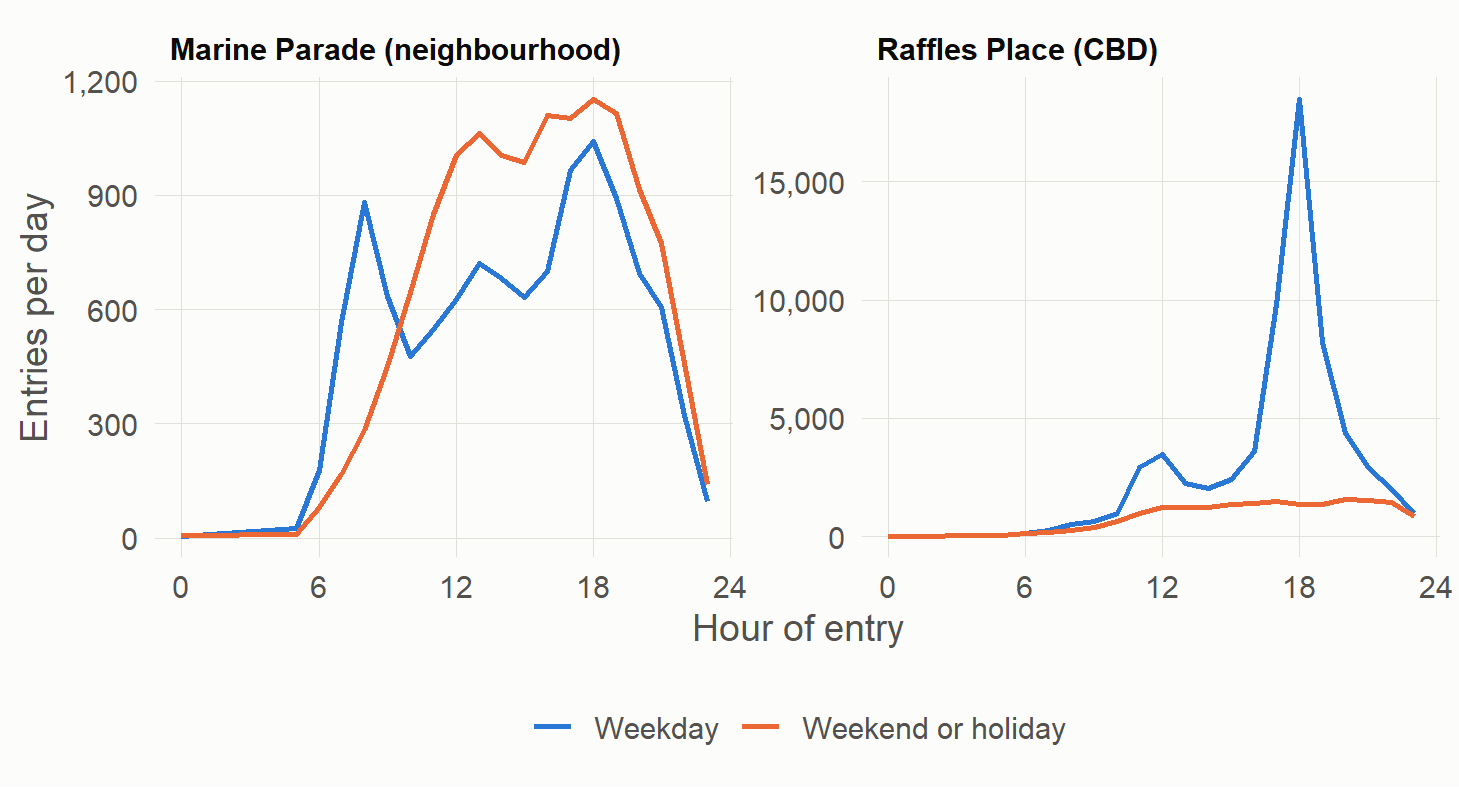 Marine Parade (neighbourhood)
Raffles Place (CBD)
Entries per day
1,200
900
600
300
0
15,000
10,000
5,000
0
0 6 12 18 24
0 6 12 18 24
Hour of entry
Weekday
Weekend or holiday